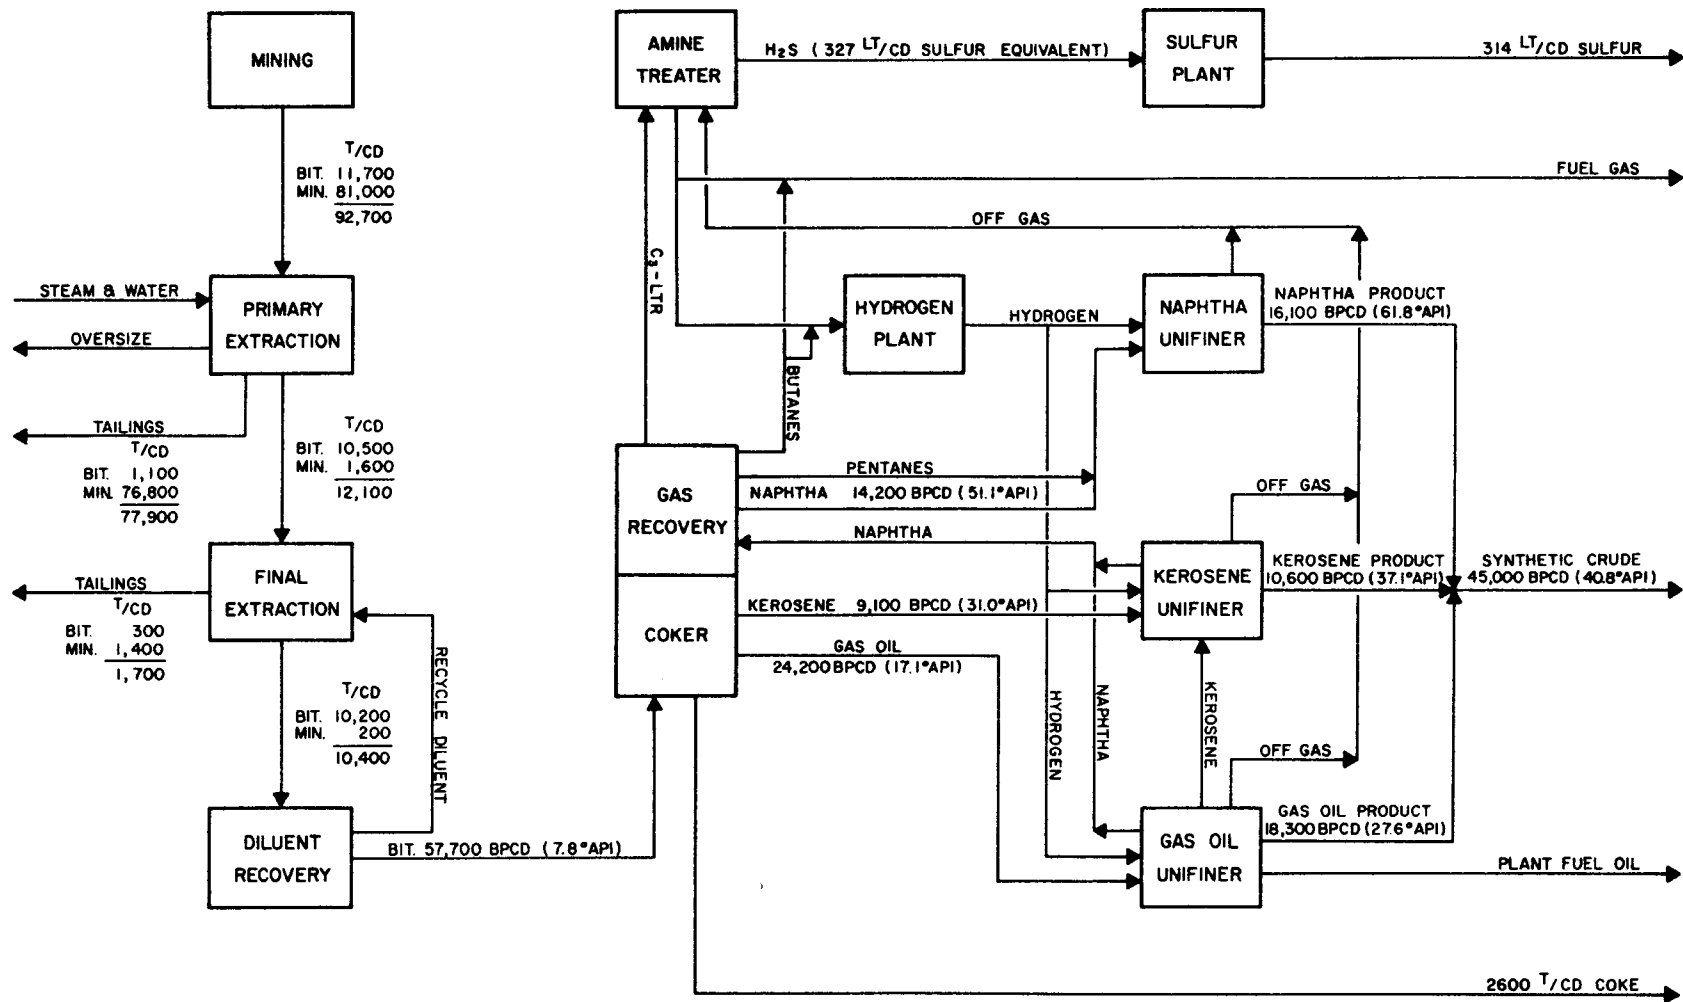 MINING
T/CD
BIT. 11,700
MIN. 81,000
92,700
STEAM & WATER
OVERSIZE
PRIMARY
EXTRACTION
TAILINGS
T/CD
BIT. 1,100
MIN. 76,800
77,900
T/CD
BIT. 10,500
MIN. 1,600
12,100
FINAL
EXTRACTION
TAILINGS
T/CD
BIT. 300
MIN. 1,400
1,700
T/CD
BIT. 10,200
MIN. 200
10,400
RECYCLE DILUENT
DILUENT
RECOVERY
BIT. 57,700 BPCD (7.8°API)
AMINE
TREATER
H₂S (327 LT/CD SULFUR EQUIVALENT)
SULFUR
PLANT
314 LT/CD SULFUR
FUEL GAS
OFF GAS
C₃-LTR
HYDROGEN
PLANT
HYDROGEN
NAPHTHA
UNIFINER
NAPHTHA PRODUCT
16,100 BPCD (61.8°API)
BUTANES
GAS
RECOVERY
PENTANES
NAPHTHA 14,200 BPCD (51.1°API)
NAPHTHA
OFF GAS
COKER
KEROSENE 9,100 BPCD (31.0°API)
GAS OIL
24,200 BPCD (17.1°API)
KEROSENE
UNIFINER
KEROSENE PRODUCT
10,600 BPCD (37.1°API)
SYNTHETIC CRUDE
45,000 BPCD (40.8°API)
HYDROGEN
NAPHTHA
KEROSENE
OFF GAS
GAS OIL
UNIFINER
GAS OIL PRODUCT
18,300 BPCD (27.6°API)
PLANT FUEL OIL
2600 T/CD COKE